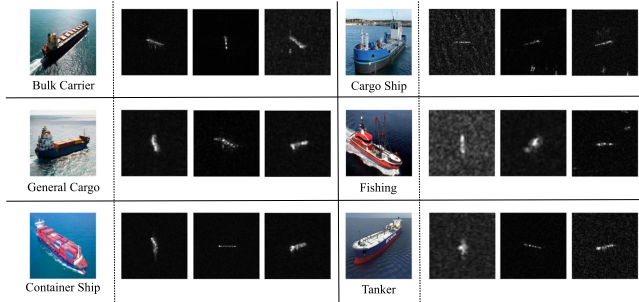 Bulk Carrier
Cargo Ship
General Cargo
Fishing
Container Ship
Tanker